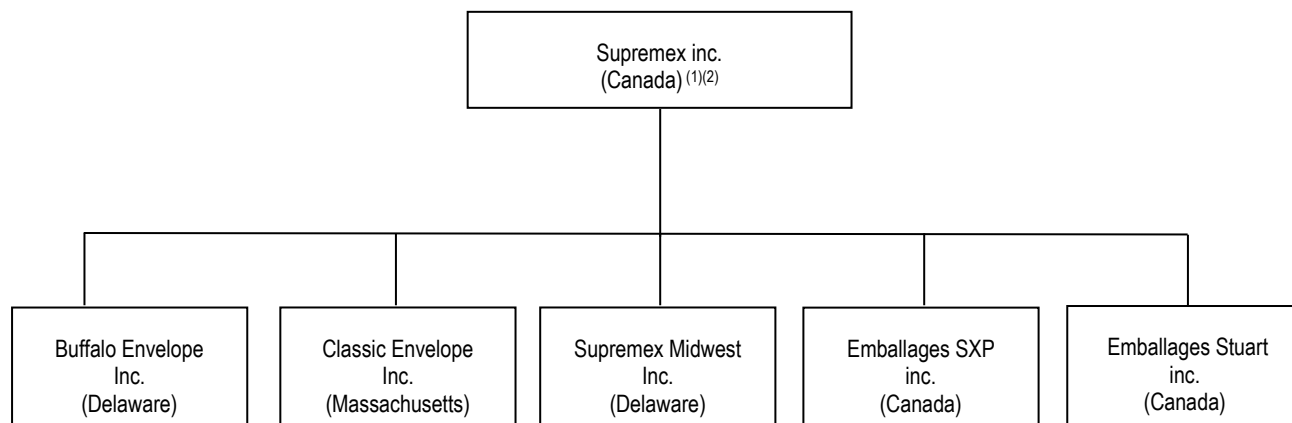 Supremex inc.
(Canada) (1)(2)
Buffalo Envelope
Inc.
(Delaware)
Classic Envelope
Inc.
(Massachusetts)
Supremex Midwest
Inc.
(Delaware)
Emballages SXP
inc.
(Canada)
Emballages Stuart
inc.
(Canada)